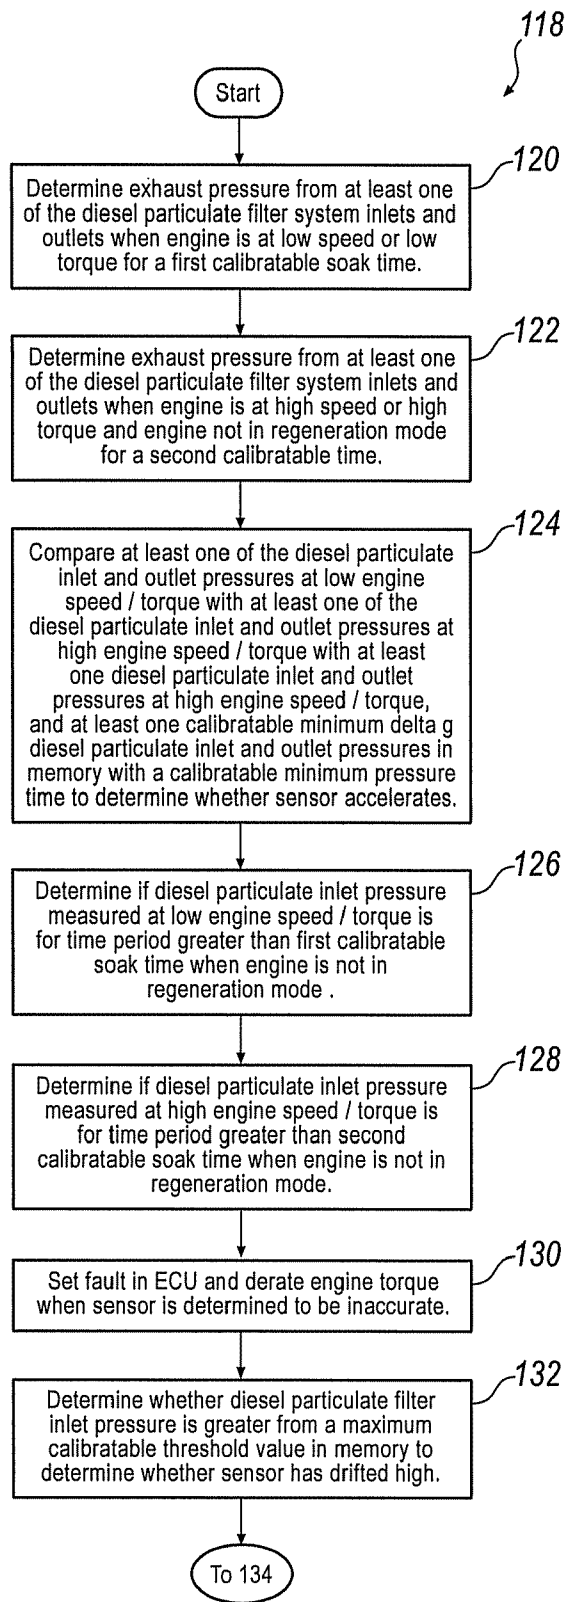 118
Start
120
Determine exhaust pressure from at least one
of the diesel particulate filter system inlets and
outlets when engine is at low speed or low
torque for a first calibratable soak time.
122
Determine exhaust pressure from at least one
of the diesel particulate filter system inlets and
outlets when engine is at high speed or high
torque and engine not in regeneration mode
for a second calibratable time.
124
Compare at least one of the diesel particulate
inlet and outlet pressures at low engine
speed / torque with at least one of the
diesel particulate inlet and outlet pressures at
high engine speed / torque with at least
one diesel particulate inlet and outlet
pressures at high engine speed / torque,
and at least one calibratable minimum delta g
diesel particulate inlet and outlet pressures in
memory with a calibratable minimum pressure
time to determine whether sensor accelerates.
126
Determine if diesel particulate inlet pressure
measured at low engine speed / torque is
for time period greater than first calibratable
soak time when engine is not in
regeneration mode .
128
Determine if diesel particulate inlet pressure
measured at high engine speed / torque is
for time period greater than second
calibratable soak time when engine is not in
regeneration mode.
130
Set fault in ECU and derate engine torque
when sensor is determined to be inaccurate.
132
Determine whether diesel particulate filter
inlet pressure is greater from a maximum
calibratable threshold value in memory to
determine whether sensor has drifted high.
To 134